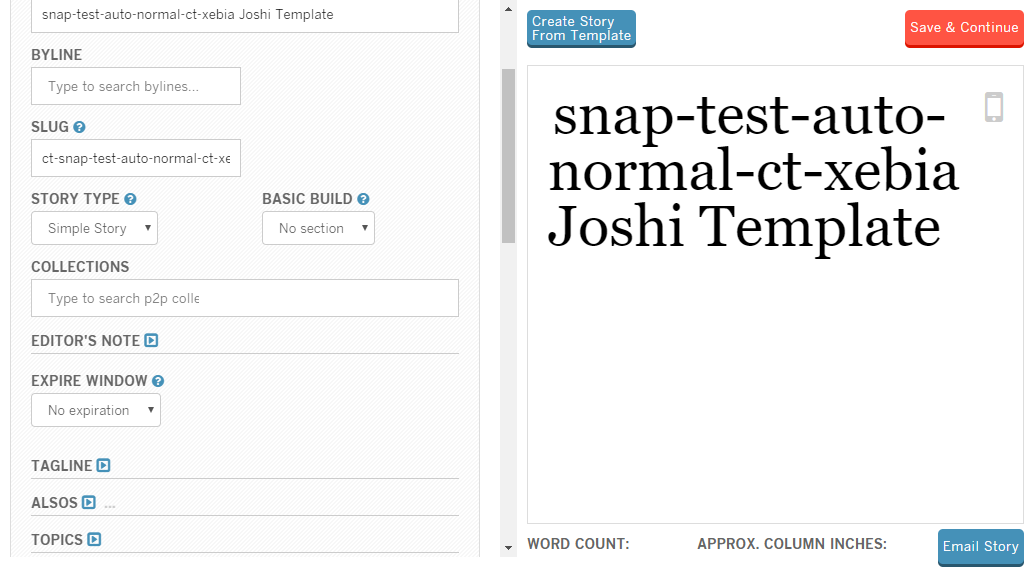 snap-test-auto-normal-ct-xebia Joshi Template
BYLINE
Type to search bylines...
SLUG ?
ct-snap-test-auto-normal-ct-xe
STORY TYPE ? BASIC BUILD ?
Simple Story No section
COLLECTIONS
Type to search p2p colle
EDITOR'S NOTE
EXPIRE WINDOW ?
No expiration
TAGLINE
ALSOS ...
TOPICS
Create Story
From Template
Save & Continue
snap-test-auto-
normal-ct-xebia
Joshi Template
WORD COUNT: APPROX. COLUMN INCHES:
Email Story